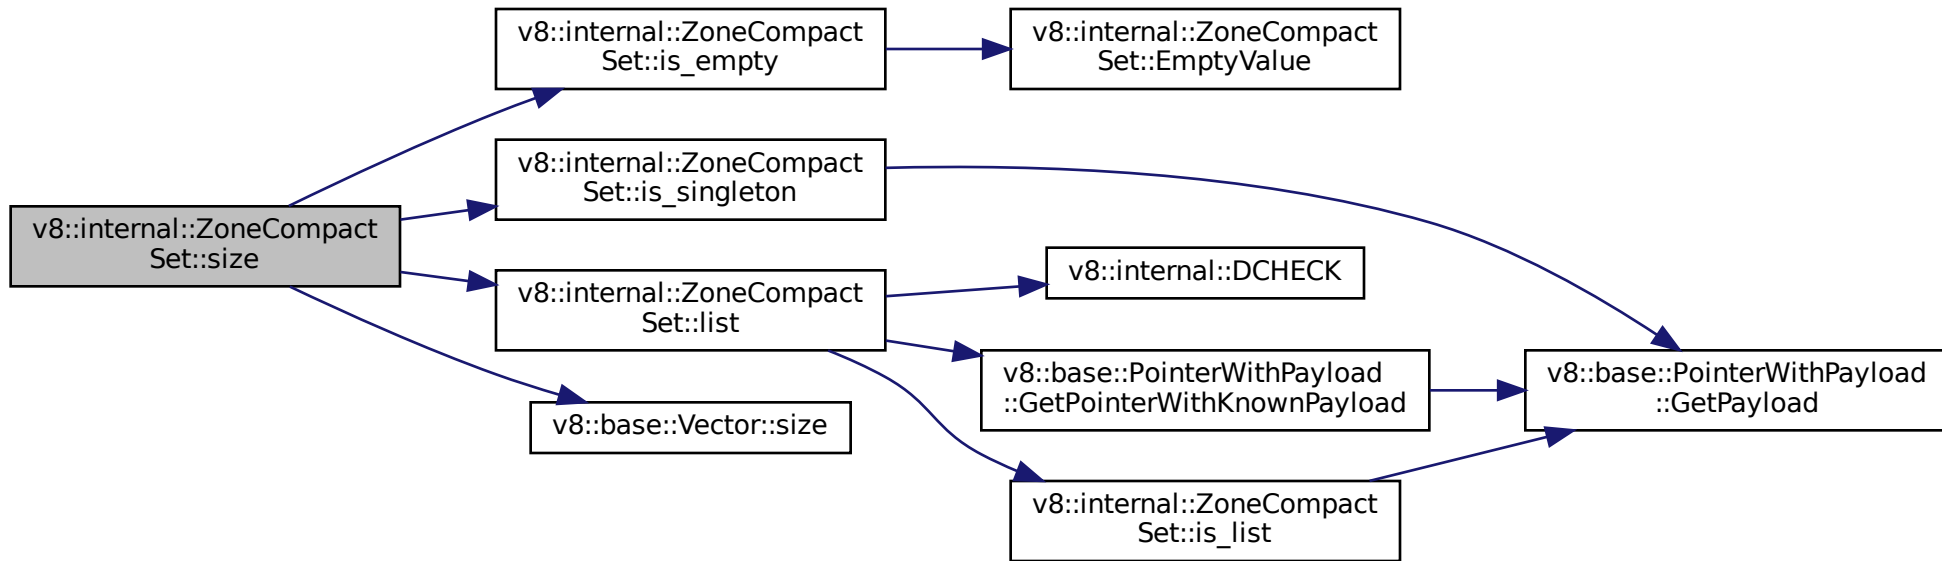 v8::internal::ZoneCompact
Set::size
v8::internal::ZoneCompact
Set::is_empty
v8::internal::ZoneCompact
Set::EmptyValue
v8::internal::ZoneCompact
Set::is_singleton
v8::internal::ZoneCompact
Set::list
v8::internal::DCHECK
v8::base::PointerWithPayload
::GetPointerWithKnownPayload
v8::base::PointerWithPayload
::GetPayload
v8::base::Vector::size
v8::internal::ZoneCompact
Set::is_list